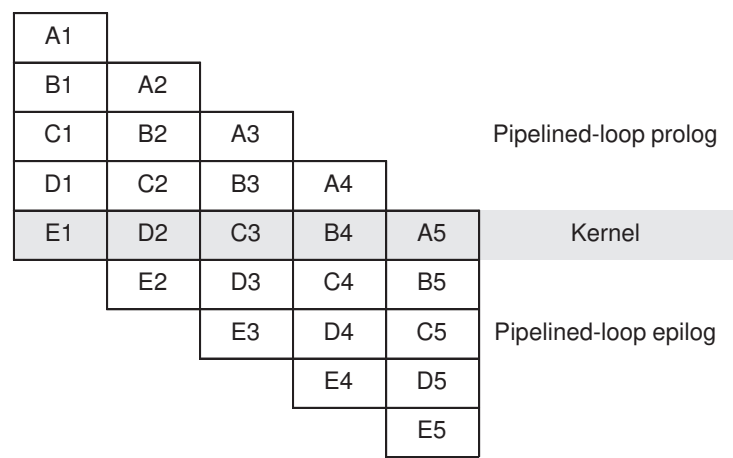 A1
B1 A2
C1 B2 A3 Pipelined-loop prolog
D1 C2 B3 A4
E1 D2 C3 B4 A5 Kernel
E2 D3 C4 B5
E3 D4 C5 Pipelined-loop epilog
E4 D5
E5